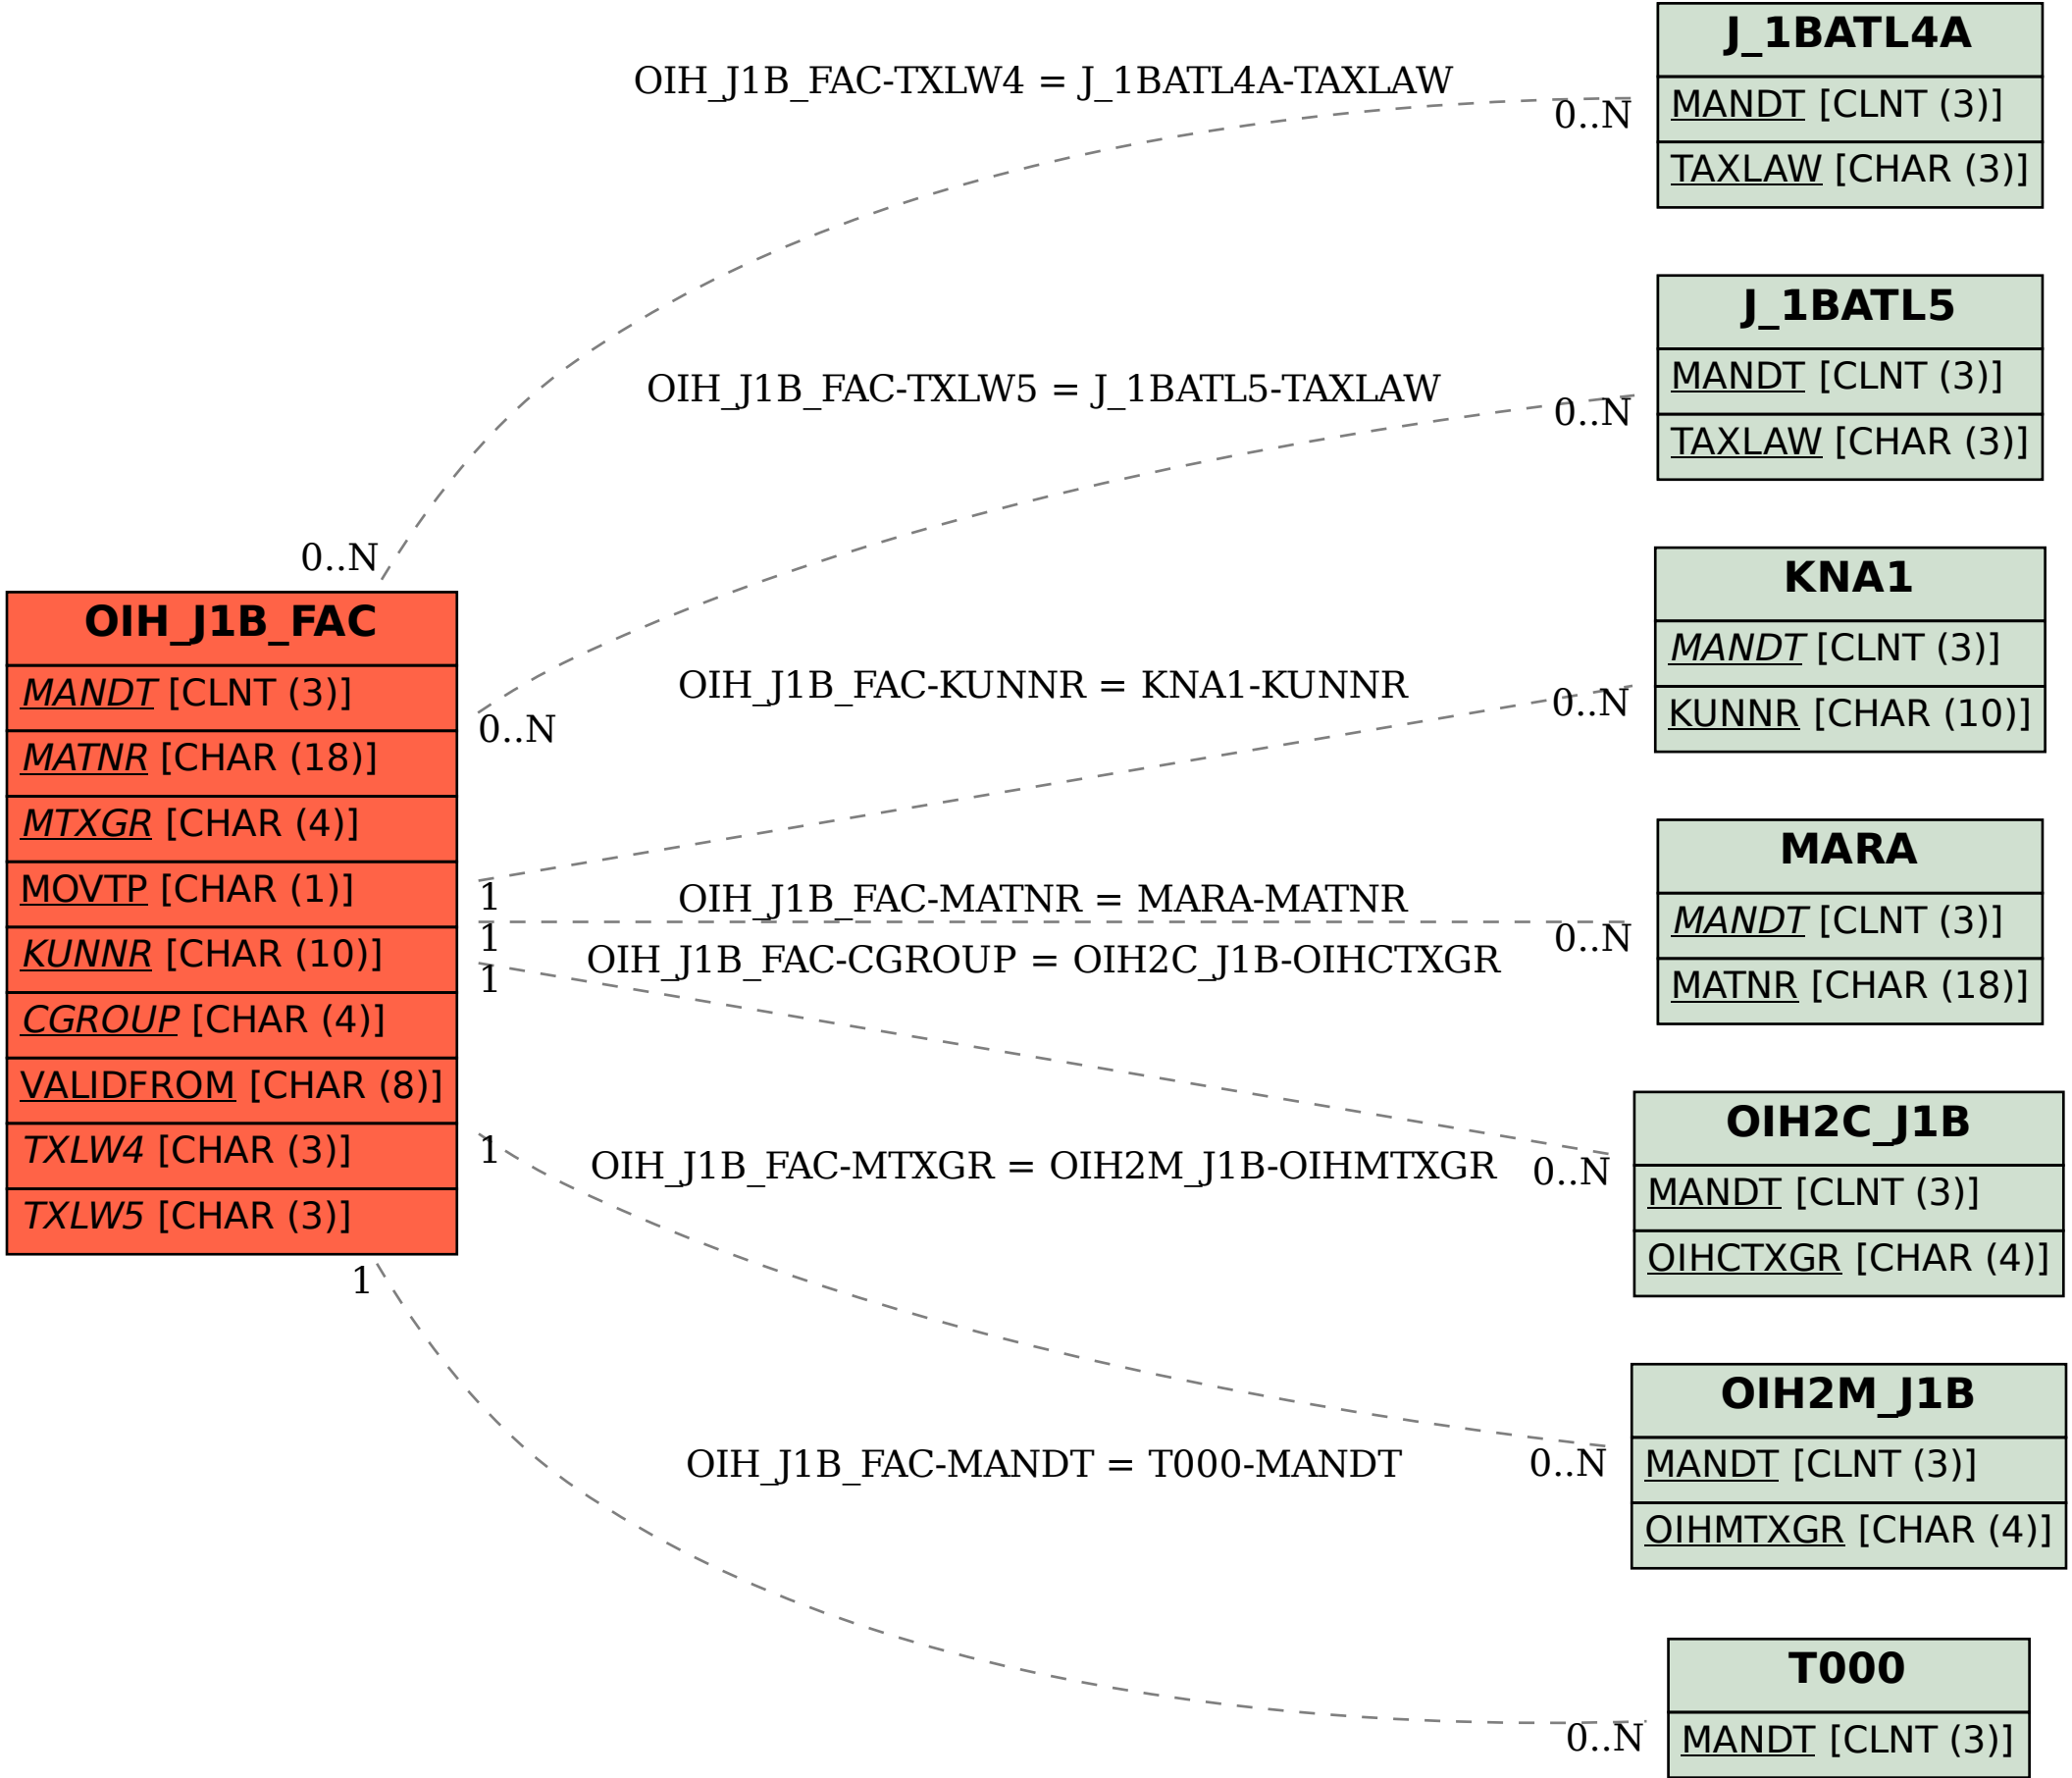 J_1BATL4A
MANDT [CLNT (3)]
TAXLAW [CHAR (3)]
OIH_J1B_FAC-TXLW4 = J_1BATL4A-TAXLAW
0..N
0..N
J_1BATL5
MANDT [CLNT (3)]
TAXLAW [CHAR (3)]
OIH_J1B_FAC-TXLW5 = J_1BATL5-TAXLAW
0..N
0..N
OIH_J1B_FAC
MANDT [CLNT (3)]
MATNR [CHAR (18)]
MTXGR [CHAR (4)]
MOVTP [CHAR (1)]
KUNNR [CHAR (10)]
CGROUP [CHAR (4)]
VALIDFROM [CHAR (8)]
TXLW4 [CHAR (3)]
TXLW5 [CHAR (3)]
KNA1
MANDT [CLNT (3)]
KUNNR [CHAR (10)]
OIH_J1B_FAC-KUNNR = KNA1-KUNNR
0..N
1
MARA
MANDT [CLNT (3)]
MATNR [CHAR (18)]
OIH_J1B_FAC-MATNR = MARA-MATNR
0..N
1
OIH_J1B_FAC-CGROUP = OIH2C_J1B-OIHCTXGR
1
0..N
OIH2C_J1B
MANDT [CLNT (3)]
OIHCTXGR [CHAR (4)]
OIH_J1B_FAC-MTXGR = OIH2M_J1B-OIHMTXGR
1
0..N
OIH2M_J1B
MANDT [CLNT (3)]
OIHMTXGR [CHAR (4)]
OIH_J1B_FAC-MANDT = T000-MANDT
1
0..N
T000
MANDT [CLNT (3)]